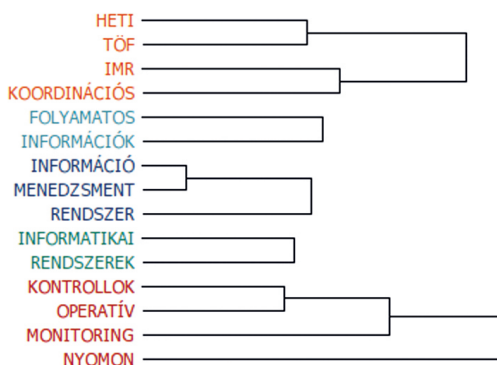 HETI
TÖF
IMR
KOORDINÁCIÓS
FOLYAMATOS
INFORMÁCIÓK
INFORMÁCIÓ
MENEDZSMENT
RENDSZER
INFORMATIKAI
RENDSZEREK
KONTROLLOK
OPERATÍV
MONITORING
NYOMON